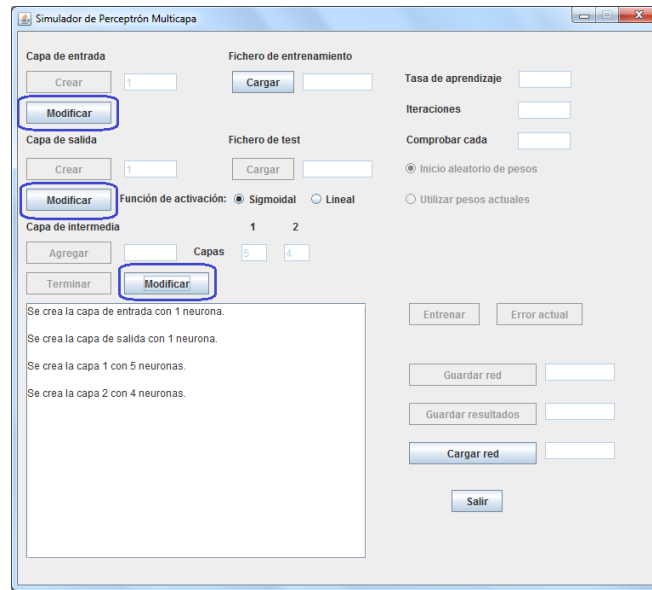 Simulador de Perceptrón Multicapa
Capa de entrada
Fichero de entrenamiento
Crear
1
Cargar
Tasa de aprendizaje
Modificar
Iteraciones
Capa de salida
Fichero de test
Comprobar cada
Crear
1
Cargar
Inicio aleatorio de pesos
Modificar
Función de activación:
Sigmoidal
Lineal
Utilizar pesos actuales
Capa de intermedia
1
2
Agregar
Capas
5
4
Terminar
Modificar
Se crea la capa de entrada con 1 neurona.
Se crea la capa de salida con 1 neurona.
Se crea la capa 1 con 5 neuronas.
Se crea la capa 2 con 4 neuronas.
Entrenar
Error actual
Guardar red
Guardar resultados
Cargar red
Salir